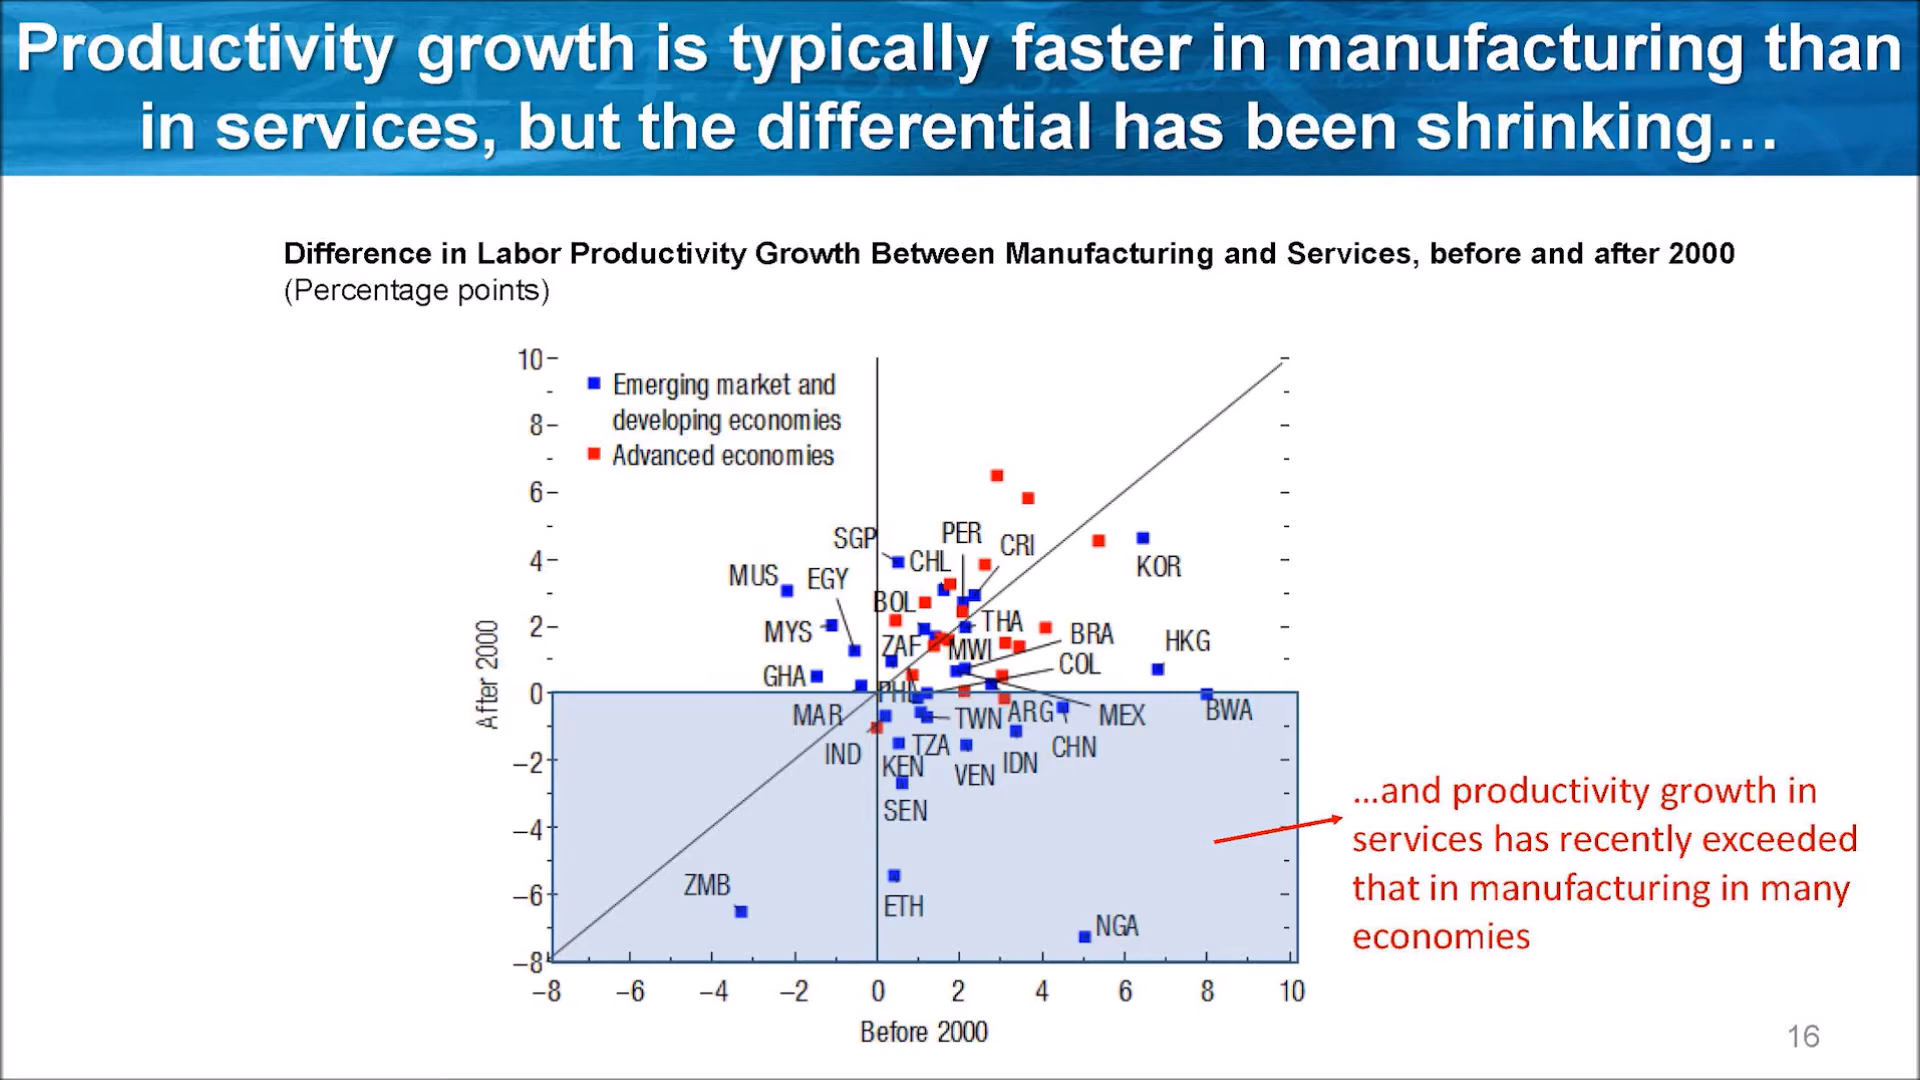 Productivity growth is typically faster in manufacturing than
in services, but the differential has been shrinking…
Difference in Labor Productivity Growth Between Manufacturing and Services, before and after 2000
(Percentage points)
10
8
6
4
2
0
–2
–4
–6
–8
After 2000
Emerging market and
developing economies
Advanced economies
SGP
PER
CRI
CHL
KOR
MUS
EGY
BOL
THA
MYS
BRA
HKG
ZAF
MWI
COL
GHA
PHL
MAR
TWN
ARG
MEX
BWA
IND
TZA
CHN
KEN
VEN
IDN
SEN
ZMB
ETH
NGA
–8
–6
–4
–2
0
2
4
6
8
10
Before 2000
…and productivity growth in
services has recently exceeded
that in manufacturing in many
economies
16